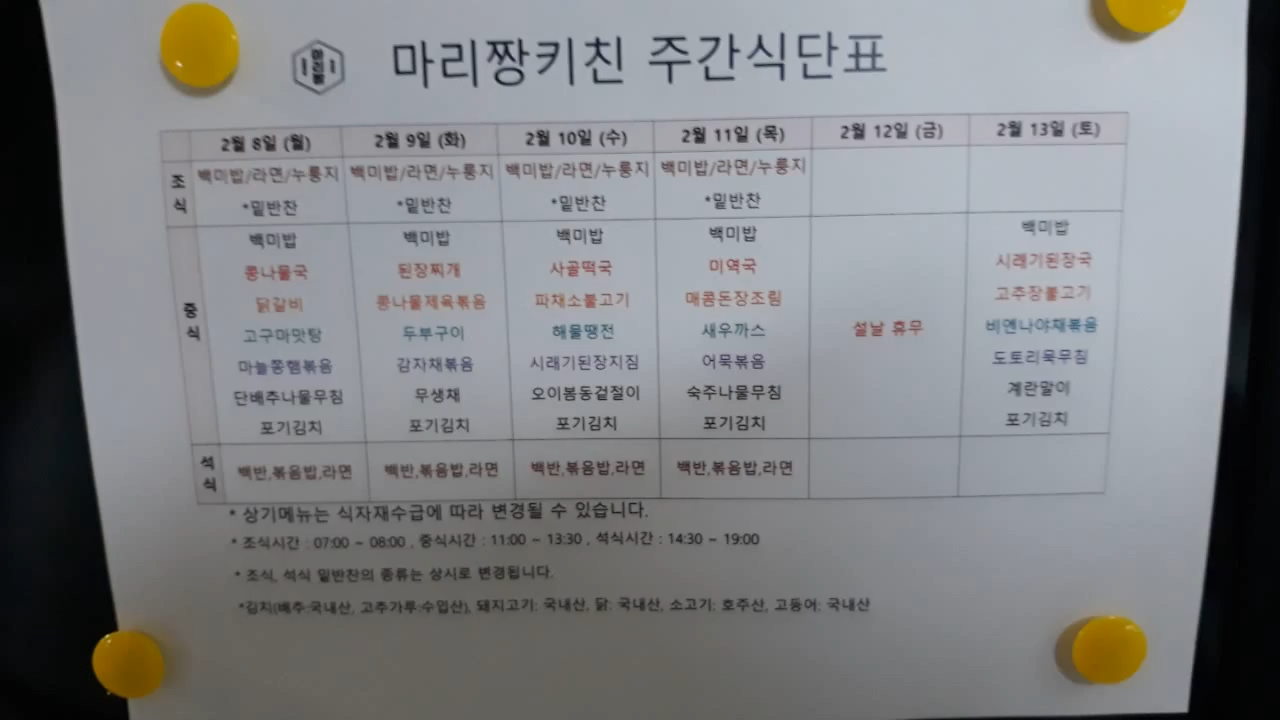 마리짱
마리짱키친 주간식단표
2월 8일 (월) 2월 9일 (화) 2월 10일 (수) 2월 11일 (목) 2월 12일 (금) 2월 13일 (토)
조식
백미밥/라면/누룽지 백미밥/라면/누룽지 백미밥/라면/누룽지 백미밥/라면/누룽지
*밑반찬 *밑반찬 *밑반찬 *밑반찬
중식
백미밥 백미밥 백미밥 백미밥 백미밥
콩나물국 된장찌개 사골떡국 미역국 시래기된장국
닭갈비 콩나물제육볶음 파채소불고기 매콤돈장조림 고추장불고기
고구마맛탕 두부구이 해물땡전 새우까스 설날 휴무 비엔나야채볶음
마늘쫑햄볶음 감자채볶음 시래기된장지짐 어묵볶음 도토리묵무침
단배추나물무침 무생채 오이봄동겉절이 숙주나물무침 계란말이
포기김치 포기김치 포기김치 포기김치 포기김치
석식
백반,볶음밥,라면 백반,볶음밥,라면 백반,볶음밥,라면 백반,볶음밥,라면
* 상기메뉴는 식자재수급에 따라 변경될 수 있습니다.
* 조식시간 : 07:00 ~ 08:00 , 중식시간 : 11:00 ~ 13:30 , 석식시간 : 14:30 ~ 19:00
* 조식, 석식 밑반찬의 종류는 상시로 변경됩니다.
*김치(배추:국내산, 고추가루:수입산), 돼지고기: 국내산, 닭: 국내산, 소고기: 호주산, 고등어: 국내산